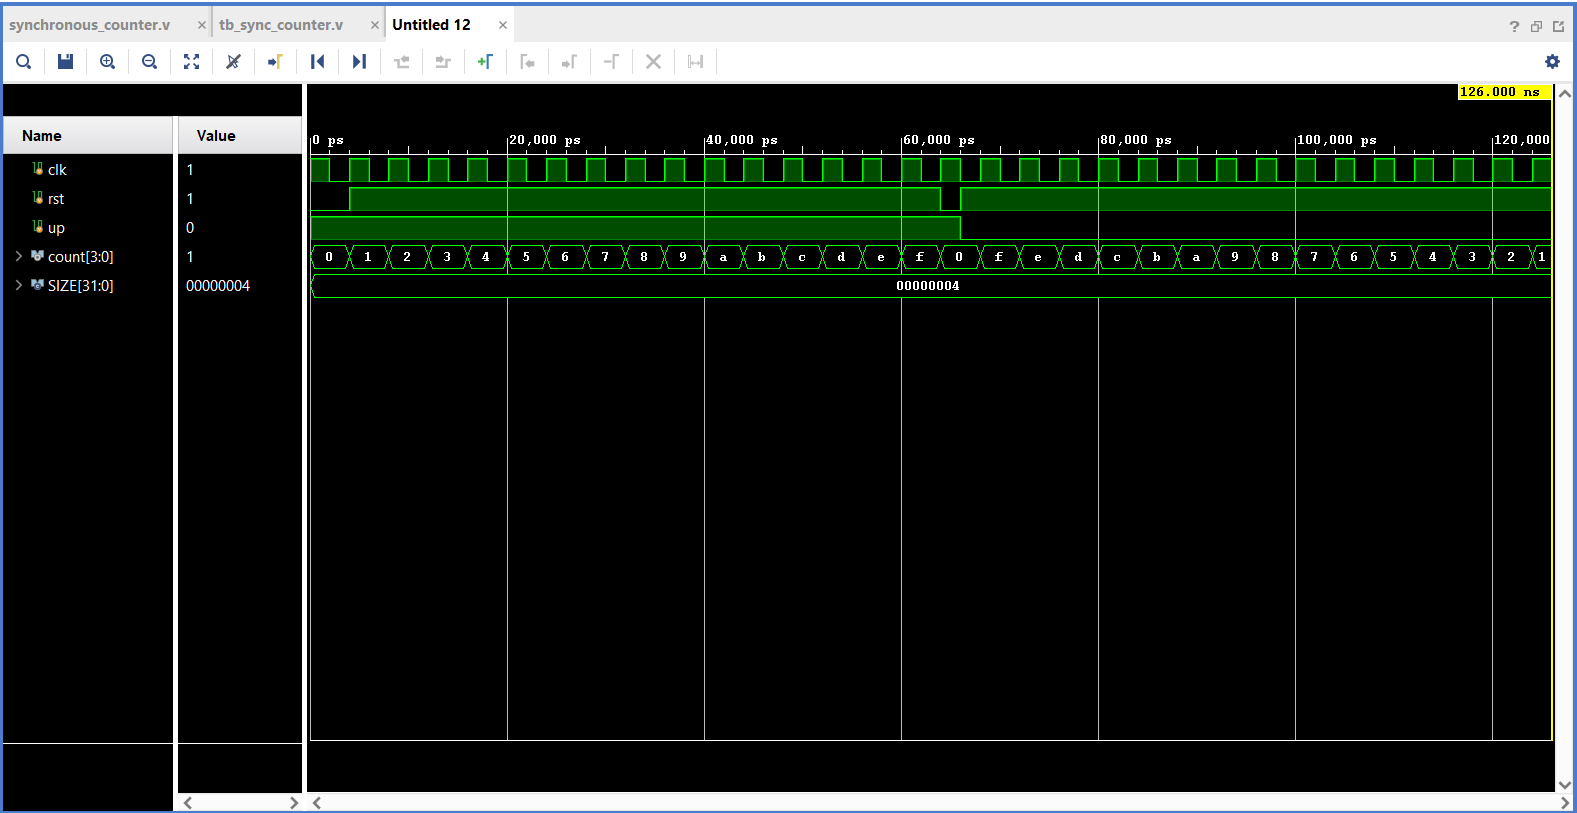 synchronous_counter.v × tb_sync_counter.v × Untitled 12 × ?
126.000 ns
Name Value
0 ps 20,000 ps 40,000 ps 60,000 ps 80,000 ps 100,000 ps 120,000
clk 1
rst 1
up 0
count[3:0] 1 0 1 2 3 4 5 6 7 8 9 a b c d e f 0 f e d c b a 9 8 7 6 5 4 3 2 1
SIZE[31:0] 00000004 00000004